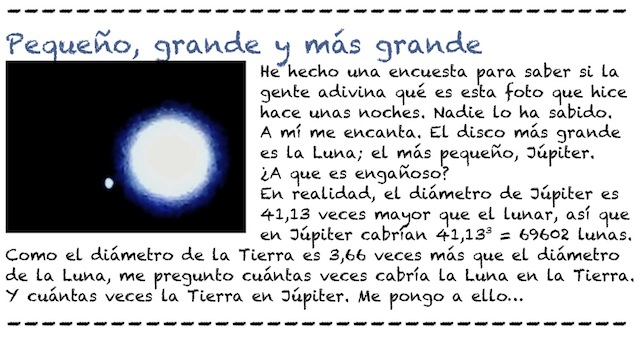 Pequeño, grande y más grande
He hecho una encuesta para saber si la
gente adivina qué es esta foto que hice
hace unas noches. Nadie lo ha sabido.
A mí me encanta. El disco más grande
es la Luna; el más pequeño, Júpiter.
¿A que es engañoso?
En realidad, el diámetro de Júpiter es
41,13 veces mayor que el lunar, así que
en Júpiter cabrían 41,13³ = 69602 lunas.
Como el diámetro de la Tierra es 3,66 veces más que el diámetro
de la Luna, me pregunto cuántas veces cabría la Luna en la Tierra.
Y cuántas veces la Tierra en Júpiter. Me pongo a ello...